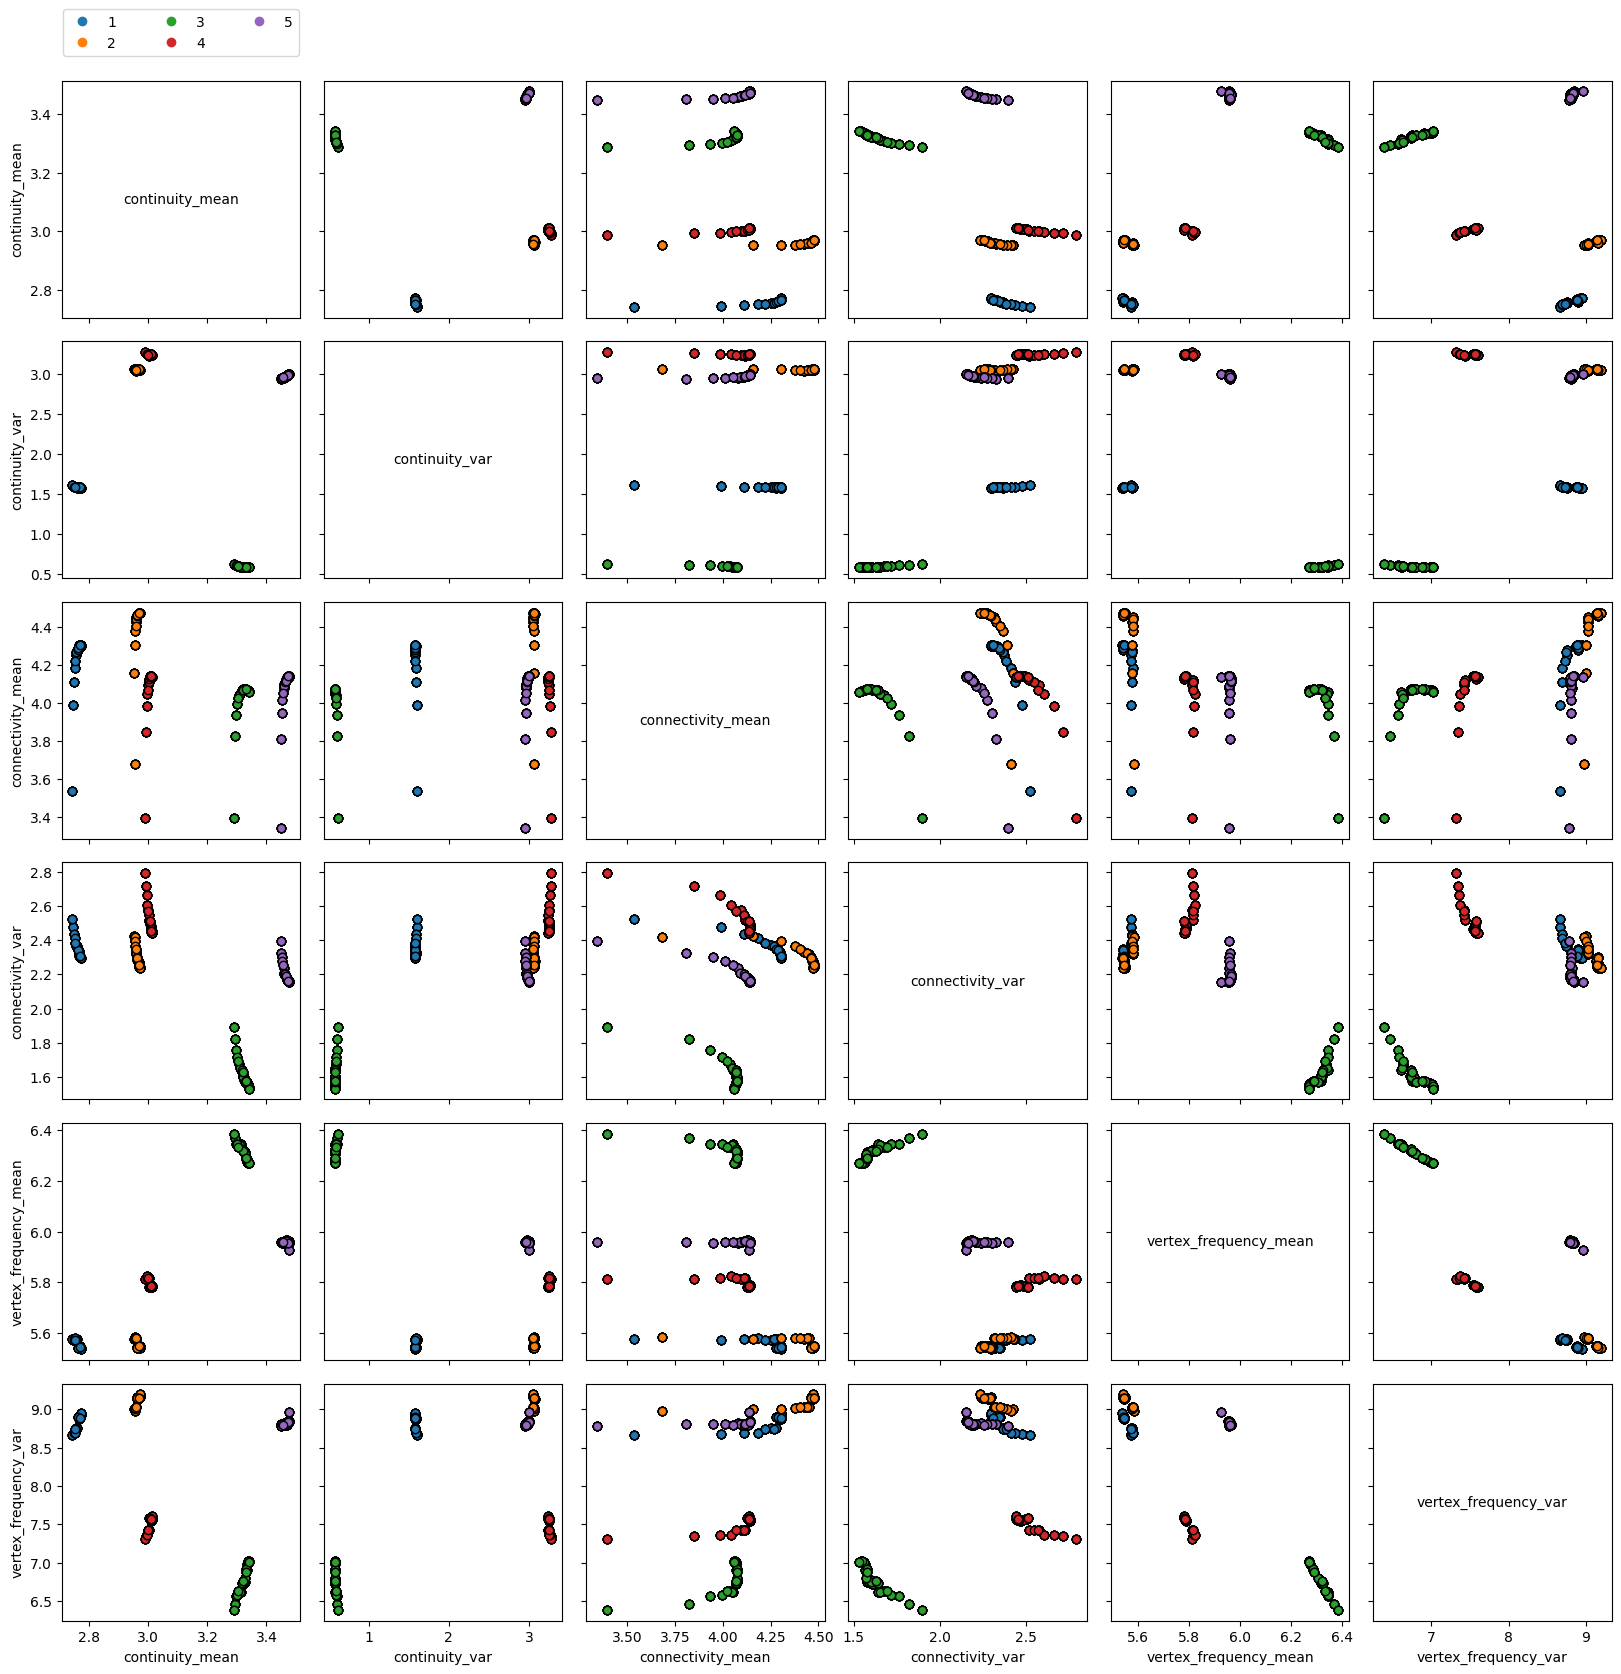 1 3 5
2 4
continuity_mean
3.4
3.2
3.0
2.8
continuity_mean
continuity_var
3.0
2.5
2.0
1.5
1.0
0.5
continuity_var
connectivity_mean
4.4
4.2
4.0
3.8
3.6
3.4
connectivity_mean
connectivity_var
2.8
2.6
2.4
2.2
2.0
1.8
1.6
connectivity_var
vertex_frequency_mean
6.4
6.2
6.0
5.8
5.6
vertex_frequency_mean
vertex_frequency_var
9.0
8.5
8.0
7.5
7.0
6.5
vertex_frequency_var
2.8 3.0 3.2 3.4 1 2 3 3.50 3.75 4.00 4.25 4.50 1.5 2.0 2.5 5.6 5.8 6.0 6.2 6.4 7 8 9
continuity_mean continuity_var connectivity_mean connectivity_var vertex_frequency_mean vertex_frequency_var